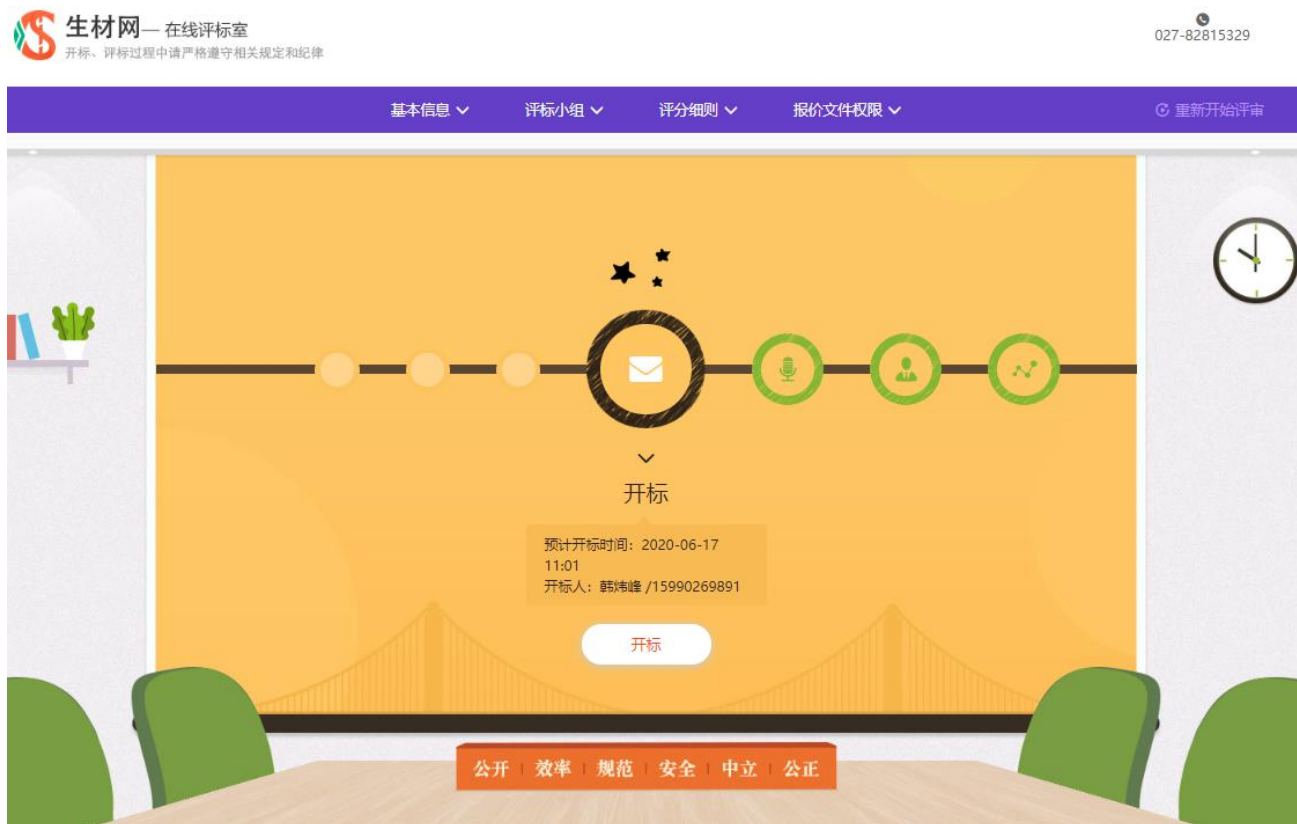 生材网— 在线评标室
开标、评标过程中请严格遵守相关规定和纪律
027-82815329
基本信息 评标小组 评分细则 报价文件权限 重新开始评审
开标
预计开标时间：2020-06-17
11:01
开标人：韩炜峰 /15990269891
开标
公开 效率 规范 安全 中立 公正